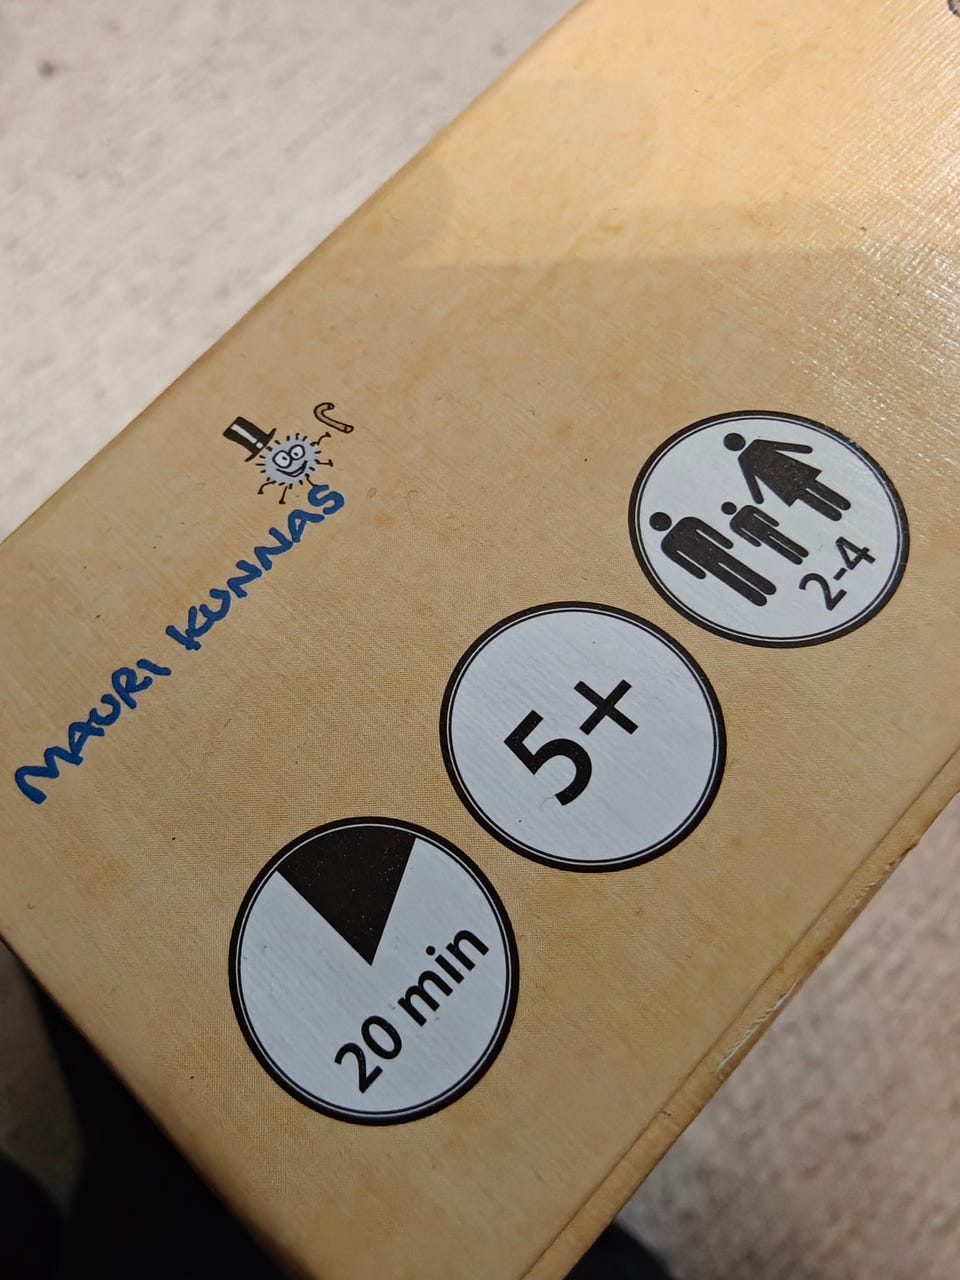 MAURI KUNNAS
20 min
5+
2-4